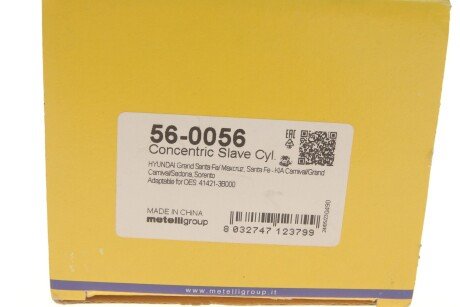 56-0056
Concentric Slave Cyl.
HYUNDAI Grand Santa Fe/ Maxcruz, Santa Fe - KIA Carnival/Grand
Carnival/Sedona, Sorento
Adaptable for OES: 41421-3B000
EAC
MADE IN CHINA
metelligroup
8 032747 123799
www.metelligroup.it